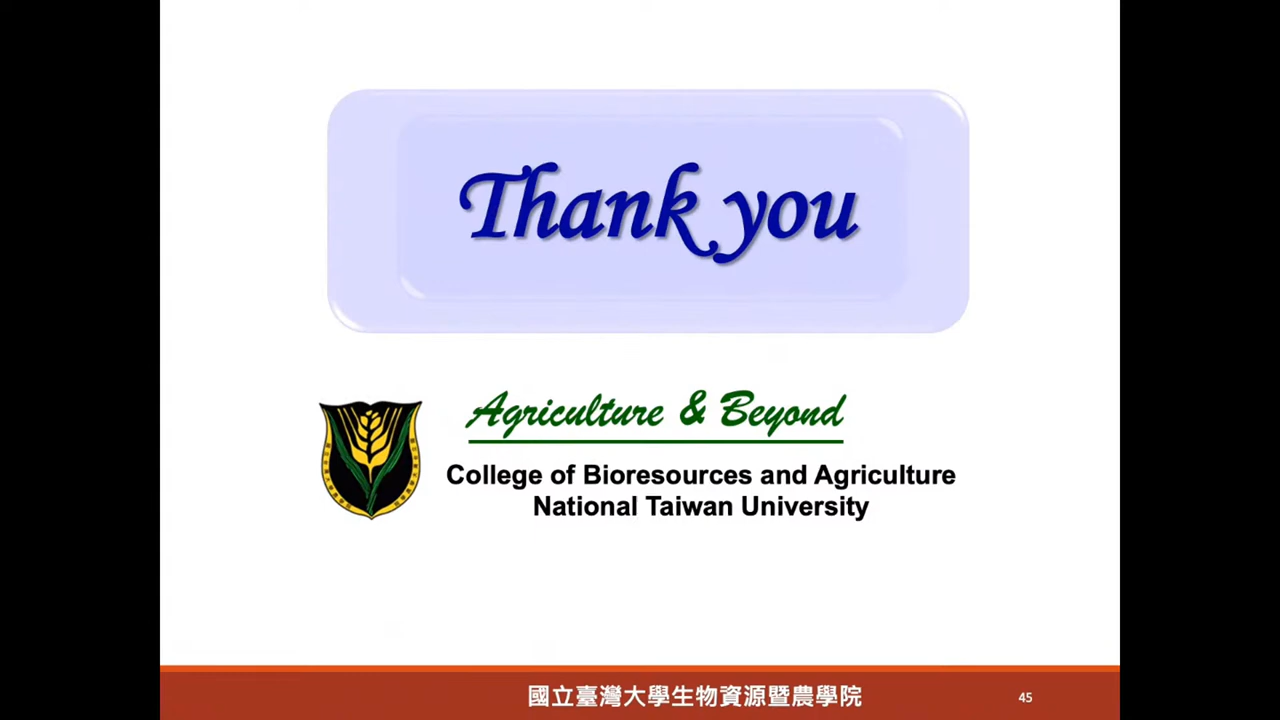 Thank you
Agriculture & Beyond
College of Bioresources and Agriculture
National Taiwan University
國立臺灣大學生物資源暨農學院
45